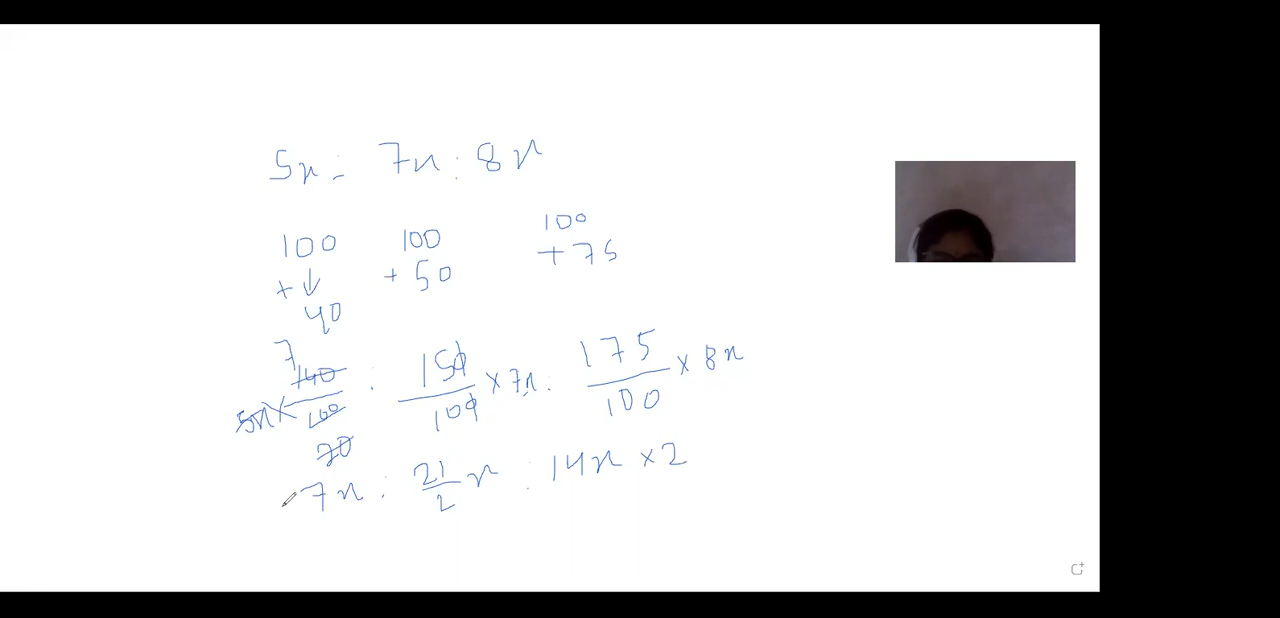 5x : 7x : 8x
100 100 100
+ ↓ + 50 + 75
40
7
5x × 140/100 : 150/100 × 7x : 175/100 × 8x
20
7x : 21/2 x : 14x × 2